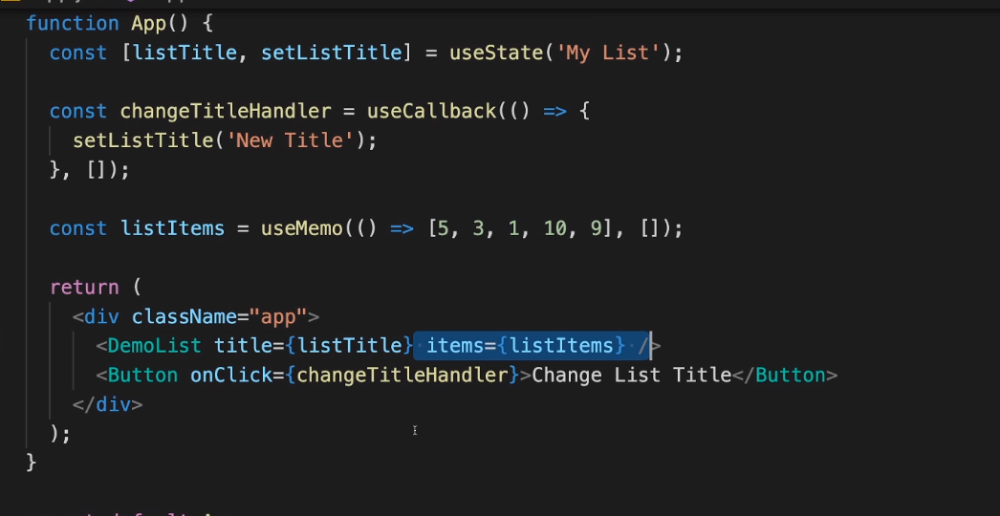 function App() {
const [listTitle, setListTitle] = useState('My List');
const changeTitleHandler = useCallback(() => {
setListTitle('New Title');
}, []);
const listItems = useMemo(() => [5, 3, 1, 10, 9], []);
return (
<div className="app">
<DemoList title={listTitle} items={listItems} />
<Button onClick={changeTitleHandler}>Change List Title</Button>
</div>
);
}